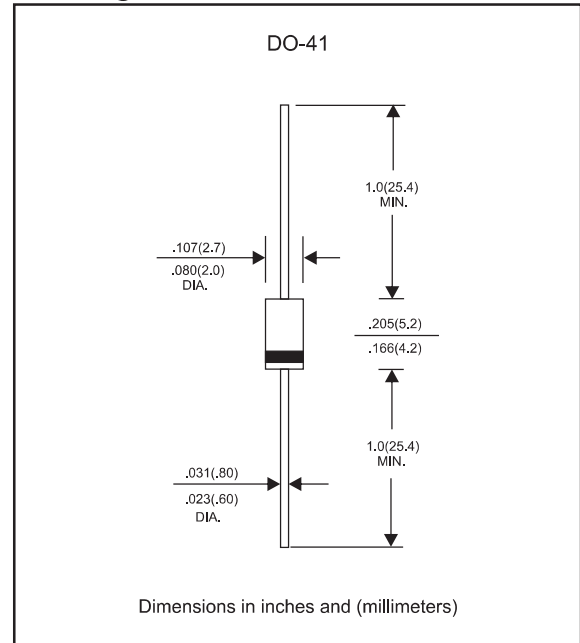 DO-41
1.0(25.4)
MIN.
.107(2.7)
.080(2.0)
DIA.
.205(5.2)
.166(4.2)
1.0(25.4)
MIN.
.031(.80)
.023(.60)
DIA.
Dimensions in inches and (millimeters)